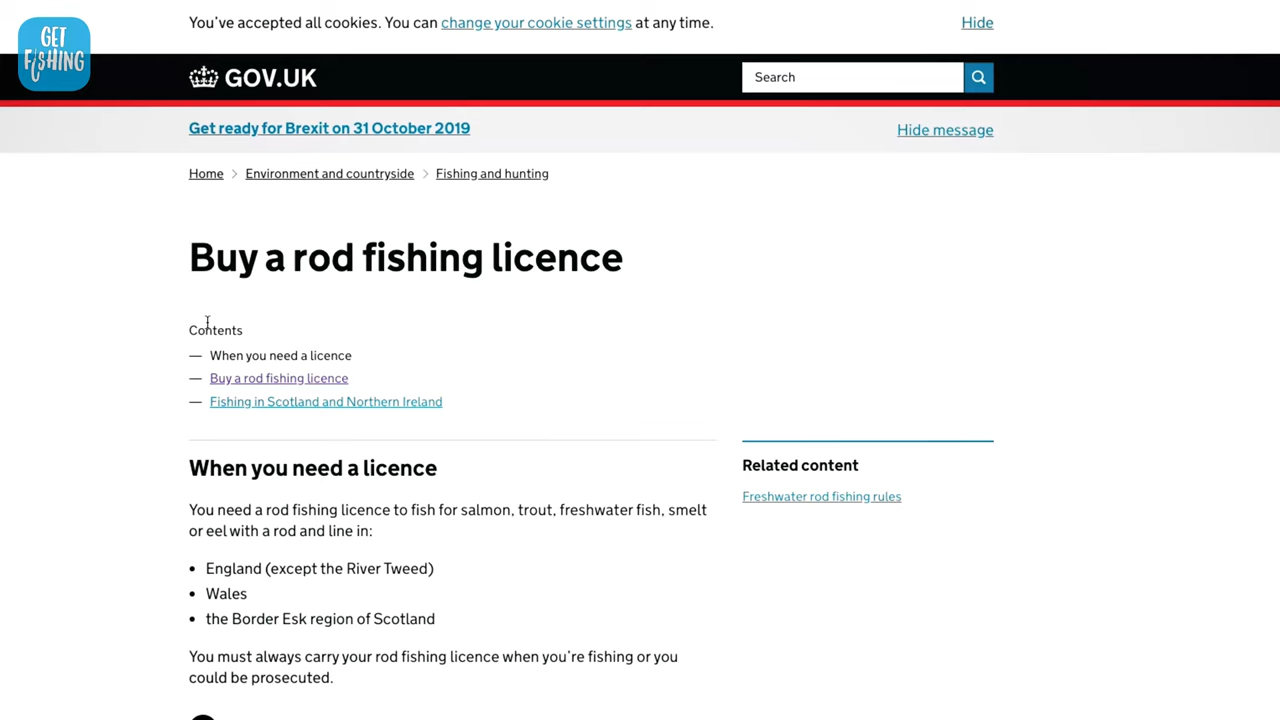 You've accepted all cookies. You can change your cookie settings at any time.
Hide
GET
FISHING
GOV.UK
Search
Get ready for Brexit on 31 October 2019
Hide message
Home > Environment and countryside > Fishing and hunting
Buy a rod fishing licence
Contents
— When you need a licence
— Buy a rod fishing licence
— Fishing in Scotland and Northern Ireland
When you need a licence
You need a rod fishing licence to fish for salmon, trout, freshwater fish, smelt
or eel with a rod and line in:
• England (except the River Tweed)
• Wales
• the Border Esk region of Scotland
You must always carry your rod fishing licence when you're fishing or you
could be prosecuted.
Related content
Freshwater rod fishing rules